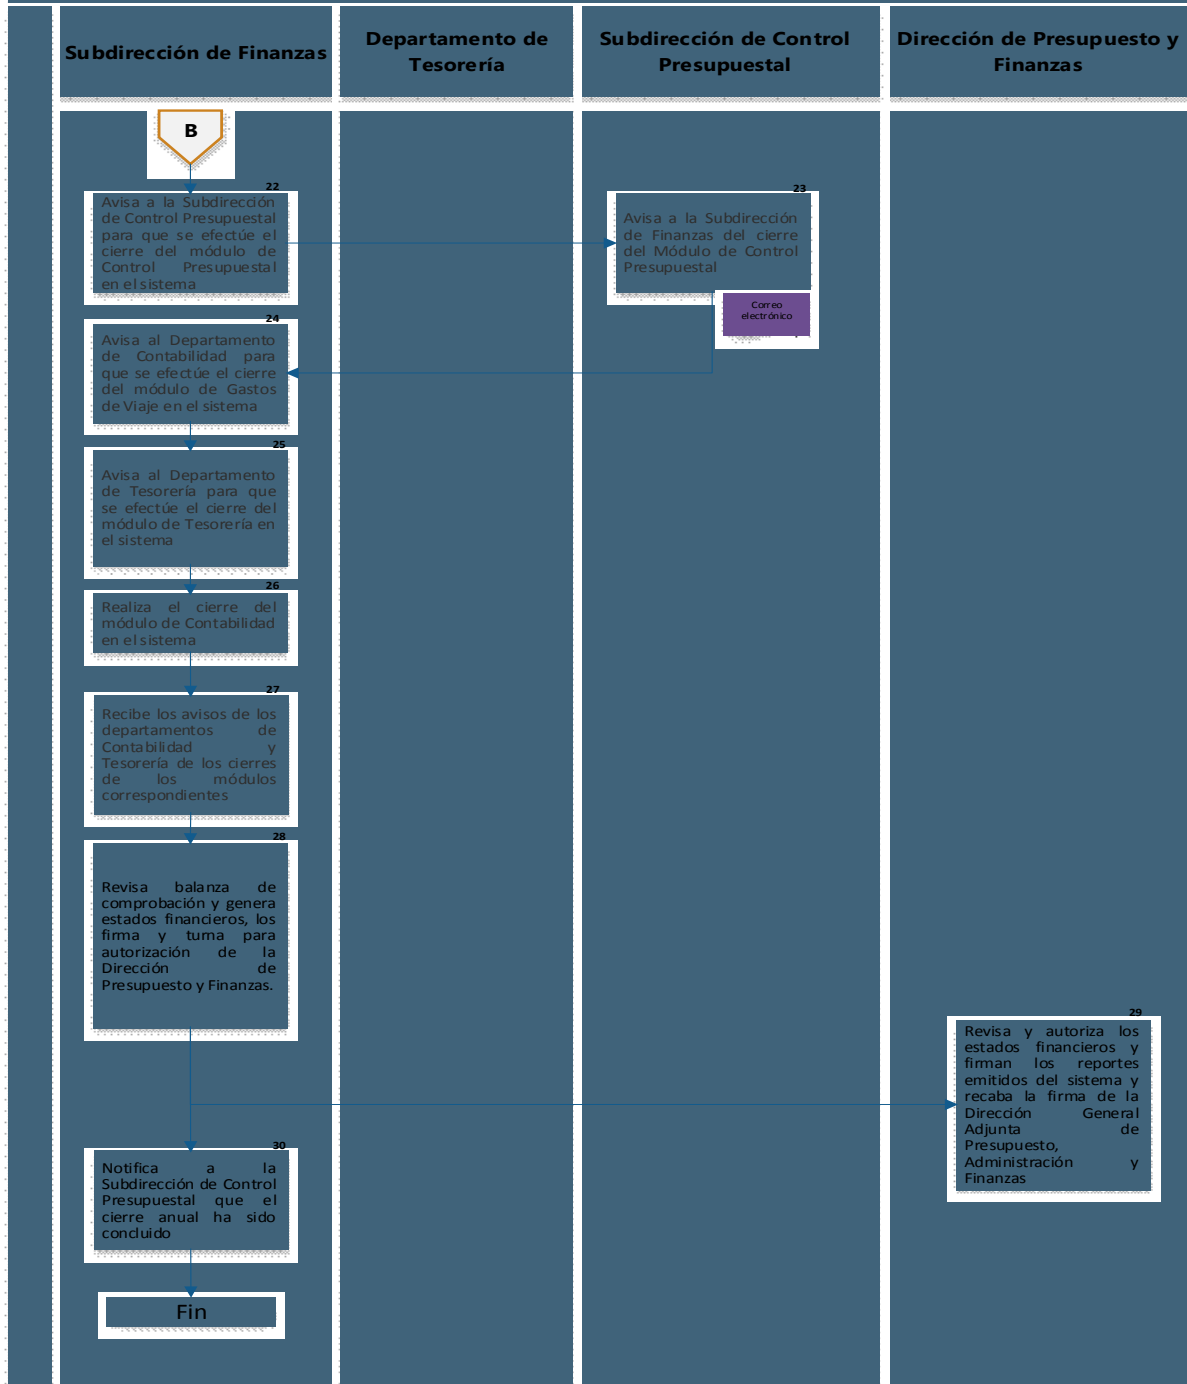 Subdirección de Finanzas
Departamento de
Tesorería
Subdirección de Control
Presupuestal
Dirección de Presupuesto y
Finanzas
B
22
Avisa a la Subdirección
de Control Presupuestal
para que se efectúe el
cierre del módulo de
Control Presupuestal
en el sistema
23
Avisa a la Subdirección
de Finanzas del cierre
del Módulo de Control
Presupuestal
Correo
electrónico
24
Avisa al Departamento
de Contabilidad para
que se efectúe el cierre
del módulo de Gastos
de Viaje en el sistema
25
Avisa al Departamento
de Tesorería para que
se efectúe el cierre del
módulo de Tesorería en
el sistema
26
Realiza el cierre del
módulo de Contabilidad
en el sistema
27
Recibe los avisos de los
departamentos de
Contabilidad y
Tesorería de los cierres
de los módulos
correspondientes
28
Revisa balanza de
comprobación y genera
estados financieros, los
firma y turna para
autorización de la
Dirección de
Presupuesto y Finanzas.
29
Revisa y autoriza los
estados financieros y
firman los reportes
emitidos del sistema y
recaba la firma de la
Dirección General
Adjunta de
Presupuesto,
Administración y
Finanzas
30
Notifica a la
Subdirección de Control
Presupuestal que el
cierre anual ha sido
concluido
Fin